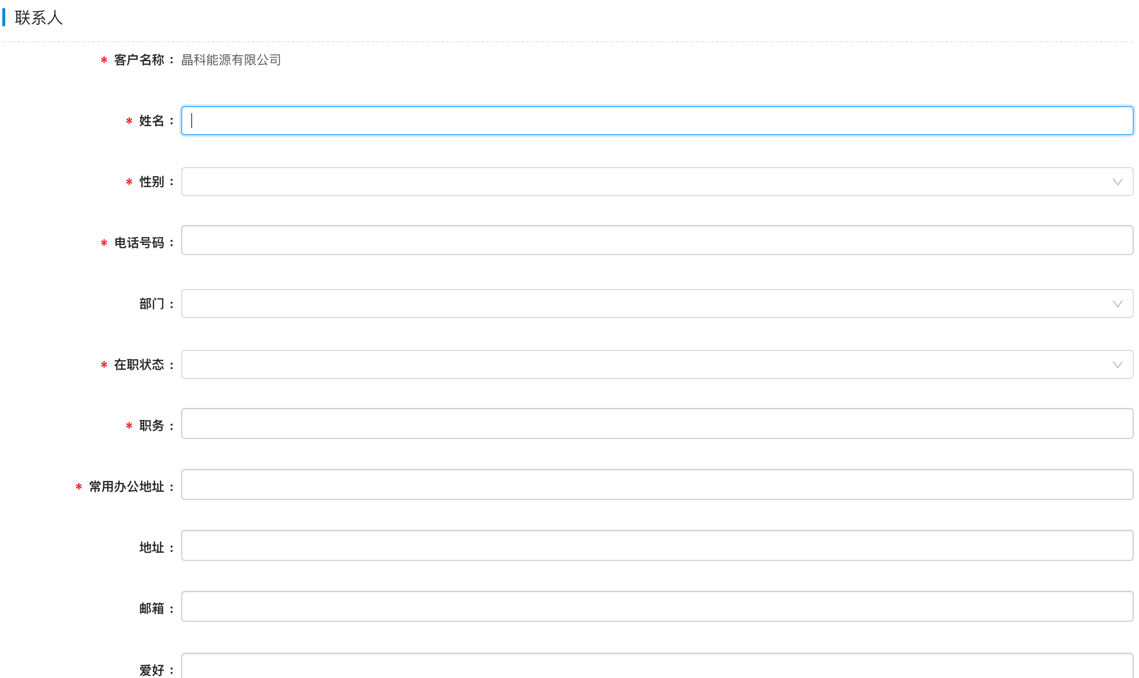 联系人
* 客户名称： 晶科能源有限公司
* 姓名：
* 性别：
* 电话号码：
部门：
* 在职状态：
* 职务：
* 常用办公地址：
地址：
邮箱：
爱好：